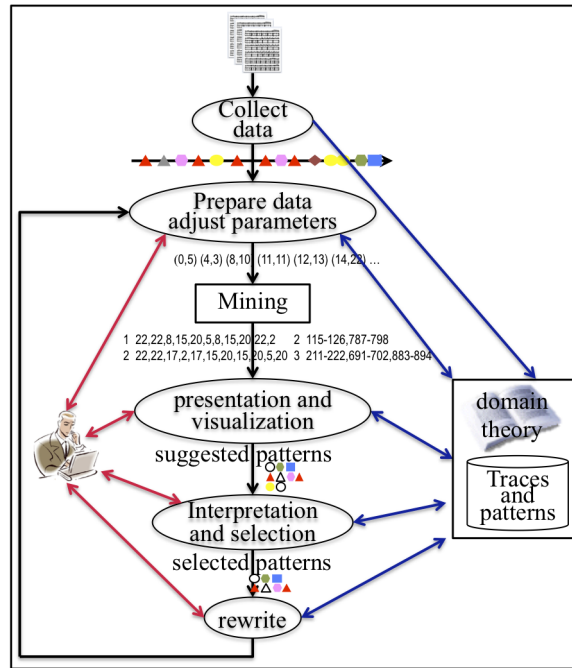 Collect
data
Prepare data
adjust parameters
(0,5) (4,3) (8,10) (11,11) (12,13) (14,22) ...
Mining
1 22,22,8,15,20,5,8,15,20,22,2 2 115-126,787-798
2 22,22,17,2,17,15,20,15,20,5,20 3 211-222,691-702,883-894
presentation and
visualization
domain
theory
suggested patterns
Traces
and
patterns
Interpretation
and selection
selected patterns
rewrite